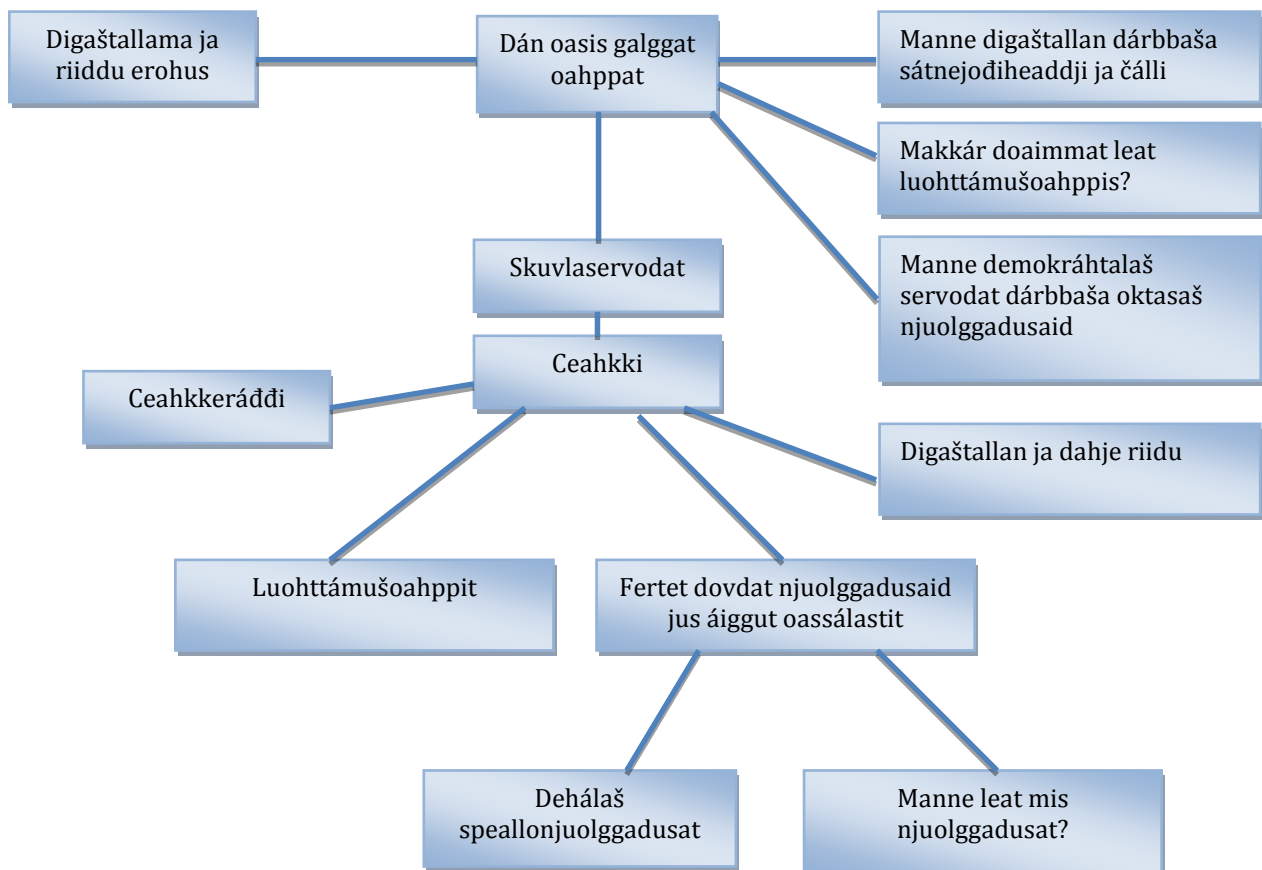 Digaštallama ja
riiddu erohus
Dán oasis galggat
oahppat
Manne digaštallan dárbbaša
sátnejođiheaddji ja čálli
Makkár doaimmat leat
luohttámušoahppis?
Manne demokráhtalaš
servodat dárbbaša oktasaš
njuolggadusaid
Skuvlaservodat
Ceahkki
Ceahkkeráđđi
Digaštallan ja dahje riidu
Luohttámušoahppit
Fertet dovdat njuolggadusaid
jus áiggut oassálastit
Dehálaš
speallonjuolggadusat
Manne leat mis
njuolggadusat?